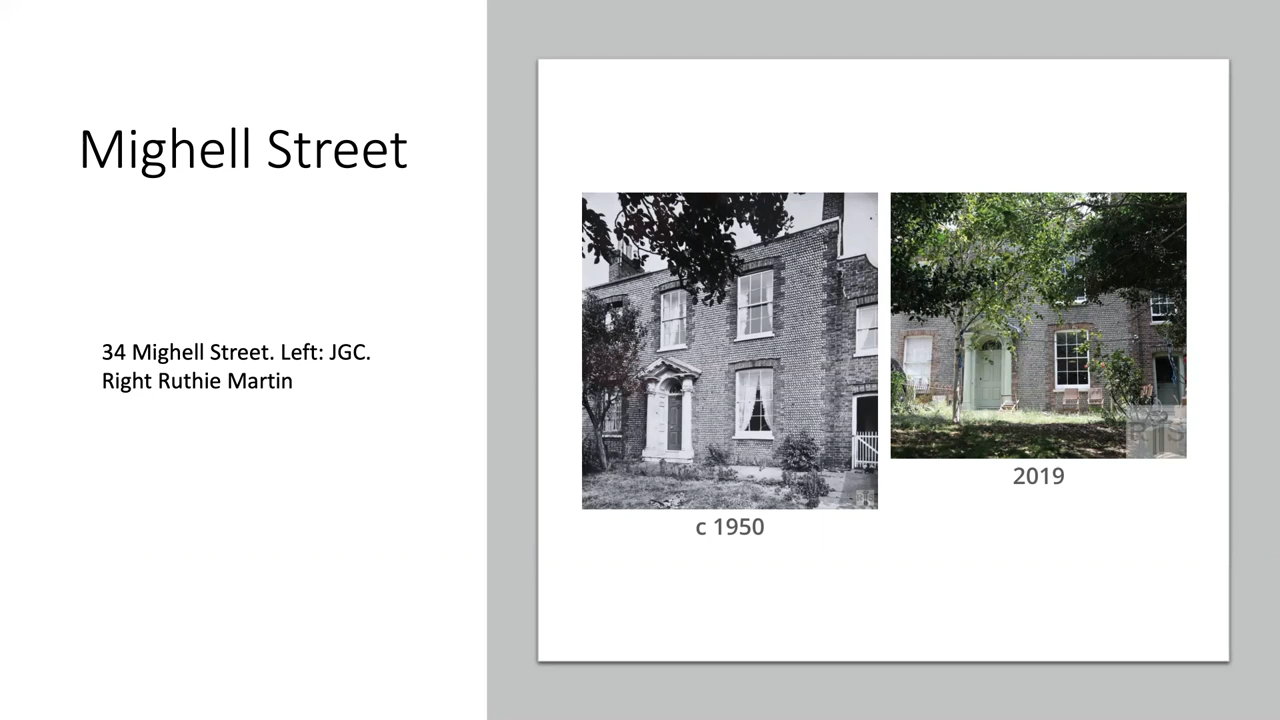 Mighell Street
34 Mighell Street. Left: JGC.
Right Ruthie Martin
c 1950
2019